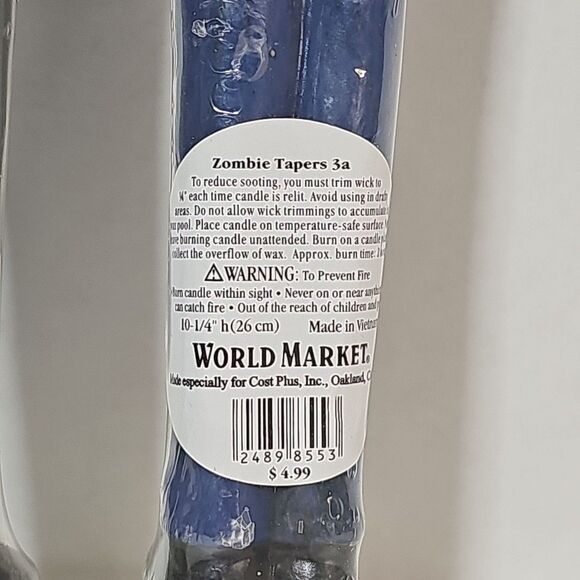 Zombie Tapers 3a
To reduce sooting, you must trim wick to
¼" each time candle is relit. Avoid using in drafty
areas. Do not allow wick trimmings to accumulate
pool. Place candle on temperature-safe surface.
burning candle unattended. Burn on a candle
collect the overflow of wax. Approx. burn time:
⚠WARNING: To Prevent Fire
• Burn candle within sight • Never on or near
can catch fire • Out of the reach of children and
10-1/4" h (26 cm) Made in Vietnam
WORLD MARKET®
Made especially for Cost Plus, Inc., Oakland,
2489 8553
$ 4.99